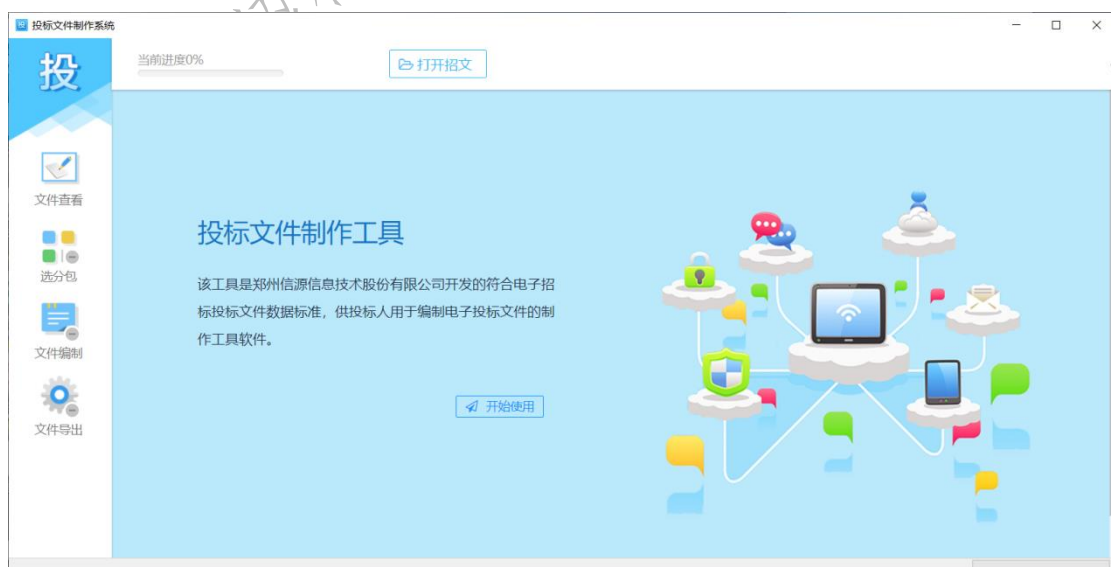 投标文件制作系统
投
当前进度0%
打开招文
文件查看
选分包
文件编制
文件导出
投标文件制作工具
该工具是郑州信源信息技术股份有限公司开发的符合电子招
标投标文件数据标准，供投标人用于编制电子投标文件的制
作工具软件。
开始使用